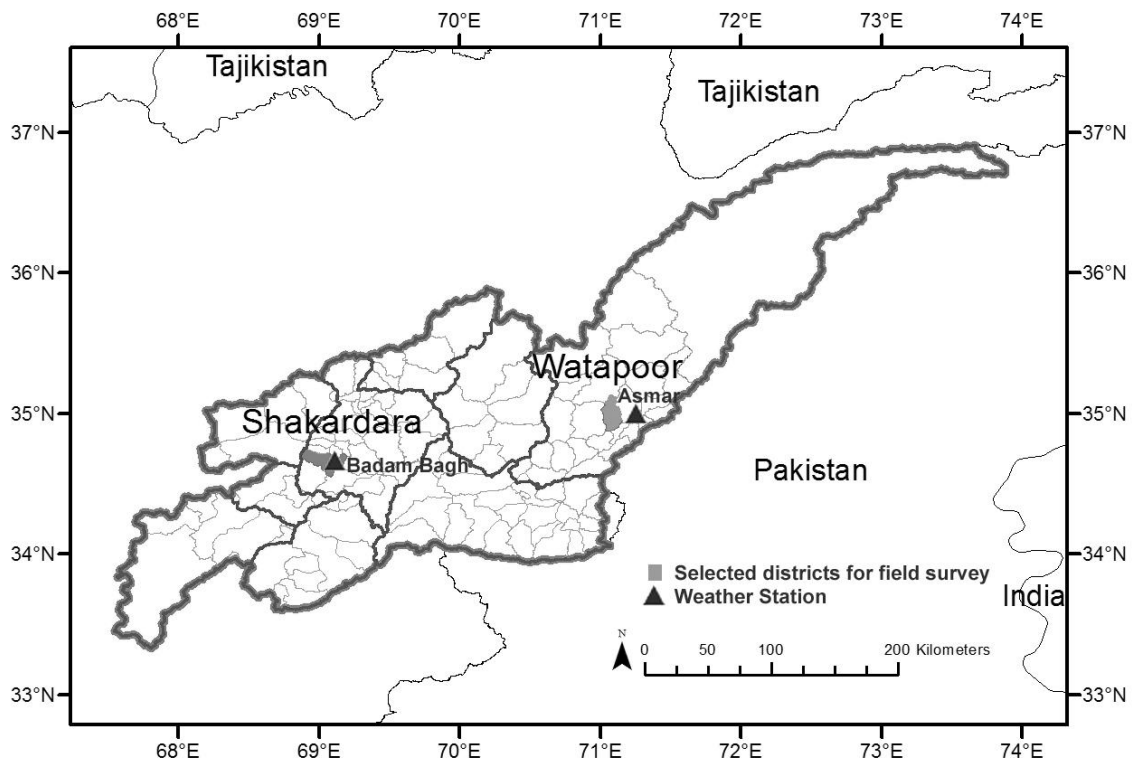 68°E 69°E 70°E 71°E 72°E 73°E 74°E
Tajikistan
Tajikistan
37°N 37°N
36°N 36°N
Watapoor
Asmar
35°N 35°N
Shakardara
Badam Bagh
Pakistan
34°N 34°N
Selected districts for field survey
Weather Station
India
N
0 50 100 200 Kilometers
33°N 33°N
68°E 69°E 70°E 71°E 72°E 73°E 74°E